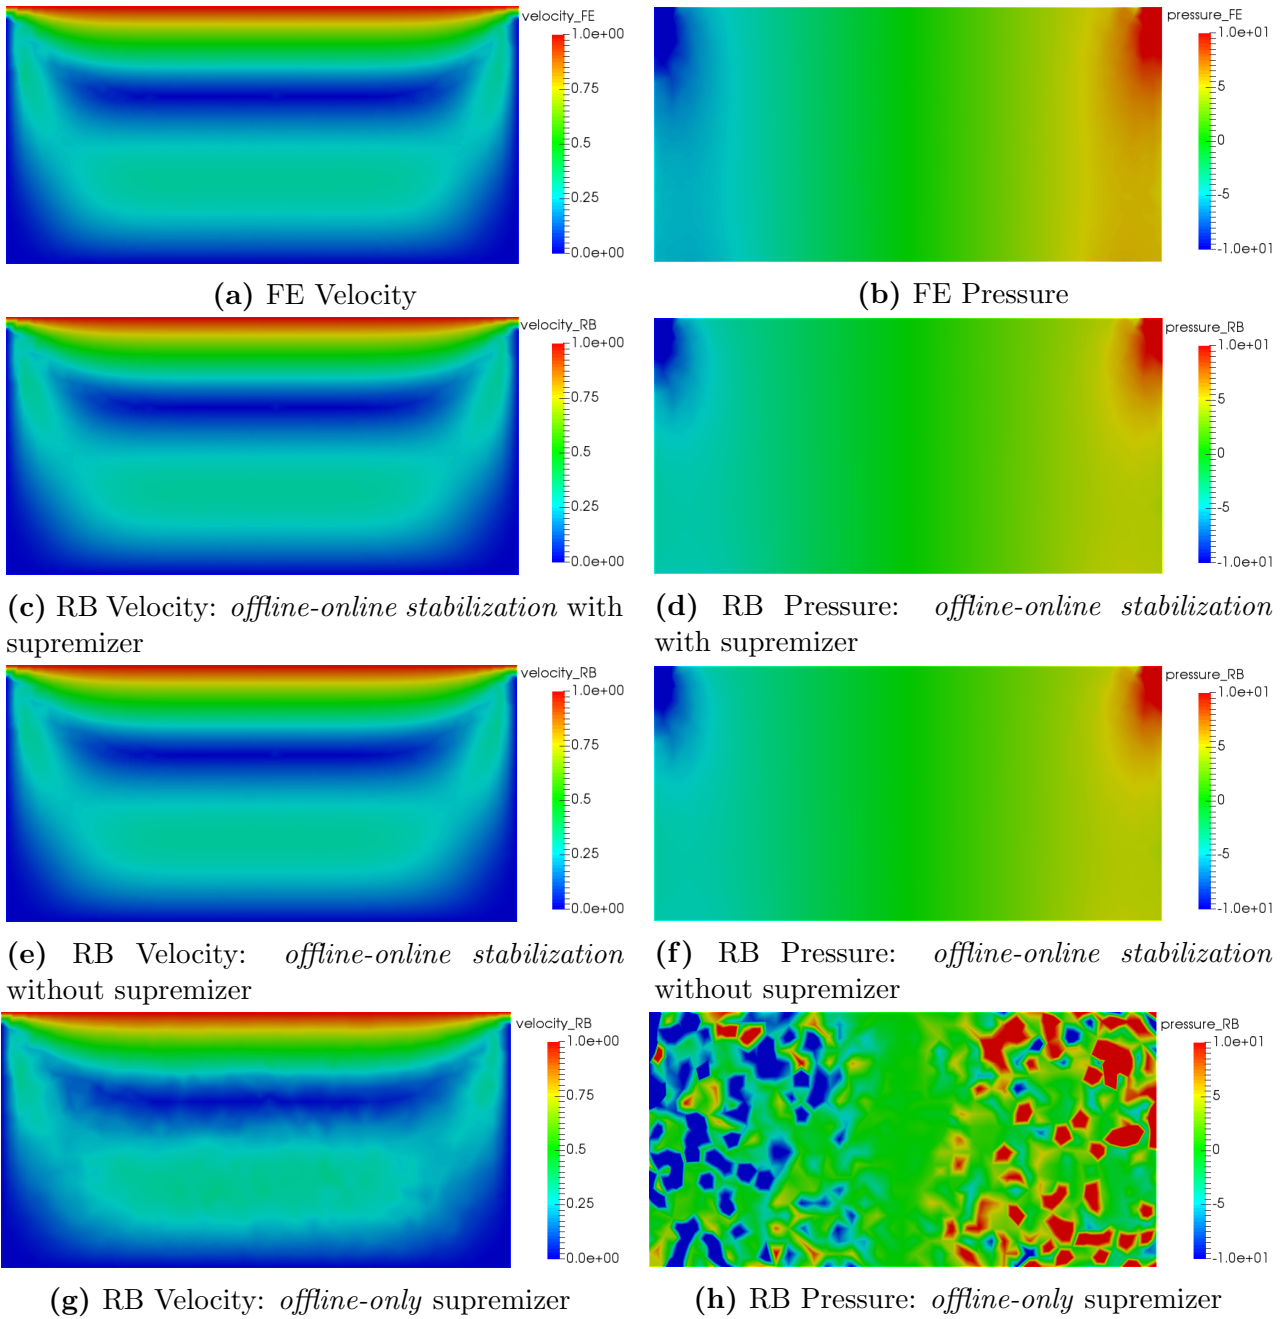 velocity_FE
1.0e+00
0.75
0.5
0.25
0.0e+00
pressure_FE
1.0e+01
5
0
-5
-1.0e+01
(a) FE Velocity
(b) FE Pressure
velocity_RB
1.0e+00
0.75
0.5
0.25
0.0e+00
pressure_RB
1.0e+01
5
0
-5
-1.0e+01
(c) RB Velocity: offline-online stabilization with
supremizer
(d) RB Pressure: offline-online stabilization
with supremizer
velocity_RB
1.0e+00
0.75
0.5
0.25
0.0e+00
pressure_RB
1.0e+01
5
0
-5
-1.0e+01
(e) RB Velocity: offline-online stabilization
without supremizer
(f) RB Pressure: offline-online stabilization
without supremizer
velocity_RB
1.0e+00
0.75
0.5
0.25
0.0e+00
pressure_RB
1.0e+01
5
0
-5
-1.0e+01
(g) RB Velocity: offline-only supremizer
(h) RB Pressure: offline-only supremizer